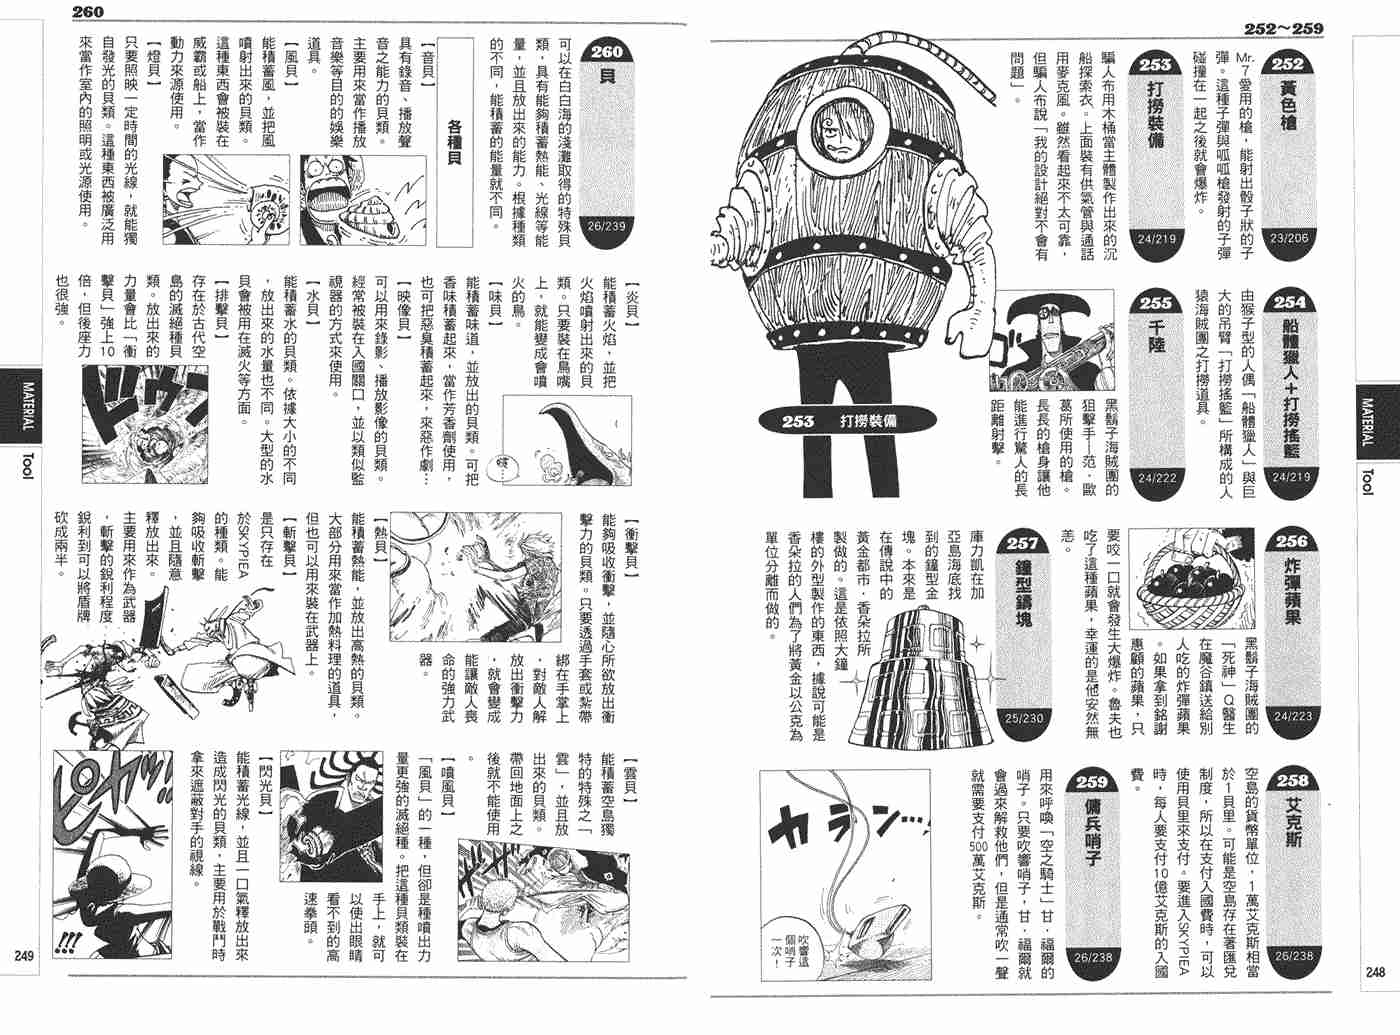 252～259
252
黃色槍
23/206
Mr.
7愛用的槍，能射出骰子狀的子
彈。這種子彈與呱呱槍發射的子彈
碰撞在一起之後就會爆炸。
253
打撈裝備
24/219
騙人布用木桶當主體製作出來的沉
船探索衣。上面裝有供氣管與通話
用麥克風。雖然看起來不太可靠，
但騙人布說「我的設計絕對不會有
問題」。
253 打撈裝備
254
船體獵人＋打撈搖籃
24/219
由猴子型的人偶「船體獵人」與巨
大的吊臂「打撈搖籃」所構成的人
猿海賊團之打撈道具。
255
千陸
24/222
黑鬍子海賊團的
狙擊手—范．歐
葛所使用的槍。
長長的槍身讓他
能進行驚人的長
距離射擊。
256
炸彈蘋果
24/223
黑鬍子海賊團的
「死神」Q醫生
在魔谷鎮送給別
人吃的炸彈蘋果
。如果拿到銘謝
惠顧的蘋果，只
要咬一口就會發生大爆炸。魯夫也
吃了這種蘋果，幸運的是他安然無
恙。
257
鐘型鑄塊
25/230
庫力凱在加
亞島海底找
到的鐘型金
塊。本來是
在傳說中的
黃金都市．香朵拉所
製做的。這是依照大鐘
樓的外型製作的東西，據說可能是
香朵拉的人們為了將黃金以公克為
單位分離而做的。
258
艾克斯
26/238
空島的貨幣單位，1萬艾克斯相當
於1貝里。可能是空島存在著匯兌
制度，所以在支付入國費時，可以
使用貝里來支付。要進入SKYPIEA
時，每人要支付10億艾克斯的入國
費。
259
傭兵哨子
26/238
用來呼喚「空之騎士」甘．福爾的
哨子。只要吹響哨子，甘．福爾就
會過來解救他們，但是通常吹一聲
就需要支付500萬艾克斯。
カラン…
吹響這
個哨子
一次！
MATERIAL
Tool
248
260
260
貝
26/239
可以在白白海的淺灘取得的特殊貝
類，具有能夠積蓄熱能、光線等能
量，並且放出來的能力。根據種類
的不同，能積蓄的能量就不同。
各種貝
【音貝】
具有錄音、播放聲
音之能力的貝類。
主要用來當作播放
音樂等目的的娛樂
道具。
【風貝】
能積蓄風，並把風
噴射出來的貝類。
這種東西會被裝在
威霸或船上，當作
動力來源使用。
【燈貝】
只要照映一定時間的光線，就能獨
自發光的貝類。這種東西被廣泛用
來當作室內的照明或光源使用。
【炎貝】
能積蓄火焰，並把
火焰噴射出來的貝
類。只要裝在鳥嘴
上，就能變成會噴
火的鳥。
【味貝】
能積蓄味道，並放出的貝類。可把
香味積蓄起來，當作芳香劑使用，
也可把惡臭積蓄起來，來惡作劇…
【映像貝】
可以用來錄影、播放影像的貝類。
經常被裝在入國關口，並以類似監
視器的方式來使用。
【水貝】
能積蓄水的貝類。依據大小的不同
，放出來的水量也不同。大型的水
貝會被用在滅火等方面。
【排擊貝】
存在於古代空
島的滅絕種貝
類。放出來的
力量會比「衝
擊貝」強上10
倍，但後座力
也很強。
【衝擊貝】
能夠吸收衝擊，並隨心所欲放出衝
擊力的貝類。只要透過手套或紮帶
綁在手掌上
，對敵人解
放出衝擊力
，就會變成
能讓敵人喪
命的強力武
器。
【熱貝】
能積蓄熱能，並放出高熱的貝類。
大部分用來當作加熱料理的道具，
但也可以用來裝在武器上。
【斬擊貝】
是只存在
於SKYPIEA
的種類。能
夠吸收斬擊
，並且隨意
釋放出來。
主要用來作為武器
，斬擊的銳利程度
銳利到可以將盾牌
砍成兩半。
【雲貝】
能積蓄空島獨
特的特殊之「
雲」，並且放
出來的貝類。
帶回地面上之
後就不能使用
【噴風貝】
「風貝」的一種，但卻是種噴出力
量更強的滅絕種。把這種貝類裝在
手上，就可
以使出眼睛
看不到的高
速拳頭。
【閃光貝】
能積蓄光線，並且一口氣釋放出來
造成閃光的貝類，主要用於戰鬥時
拿來遮蔽對手的視線。
MATERIAL
Tool
249